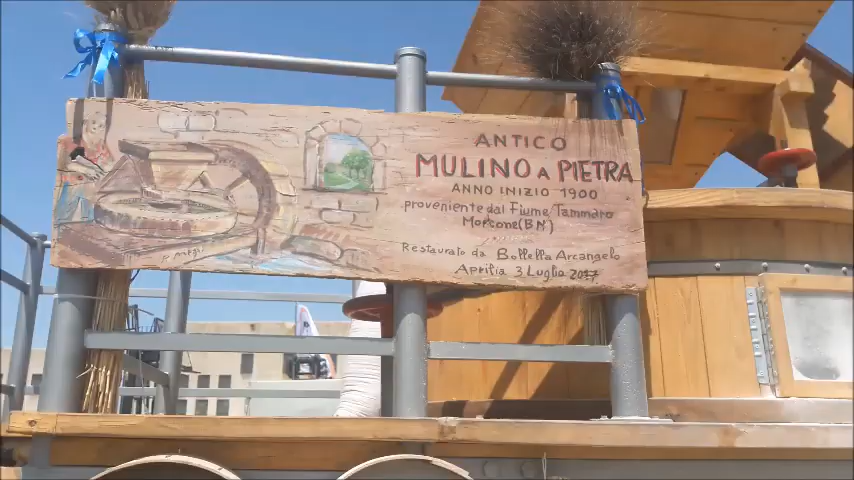 ANTICO
MULINO A PIETRA
ANNO INIZIO 1900
PROVENIENTE dal FIUME TAMMARO
MORCONE (BN)
RESTAURATO da BOLLELLA ARCANGELO
APRILIA 3 LUGLIO 2017